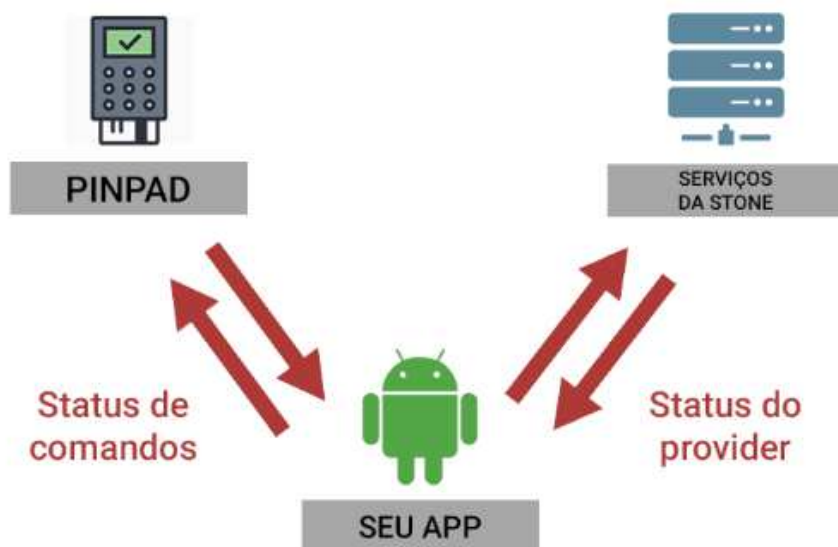 PINPAD
SERVIÇOS
DA STONE
Status de
comandos
Status do
provider
SEU APP